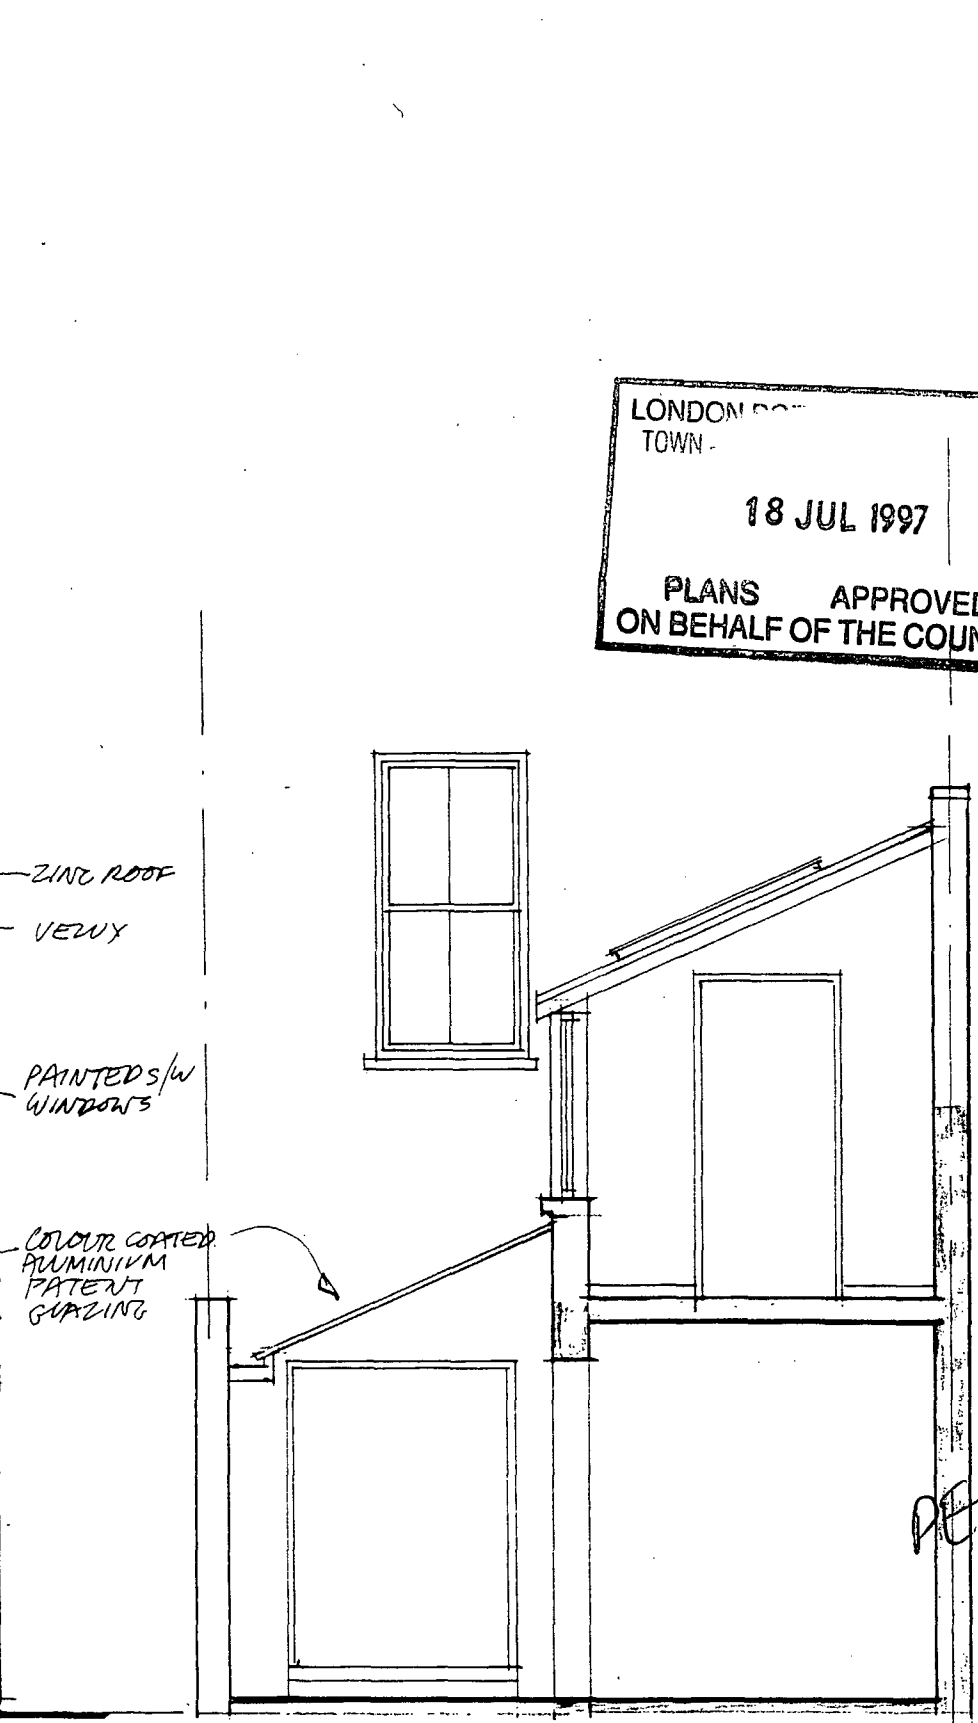 LONDON
TOWN
18 JUL 1997
PLANS APPROVED
ON BEHALF OF THE COUN
ZINC ROOF
VELUX
PAINTED S/W
WINDOWS
COLOUR COATED
ALUMINIUM
PATENT
GLAZING
DE